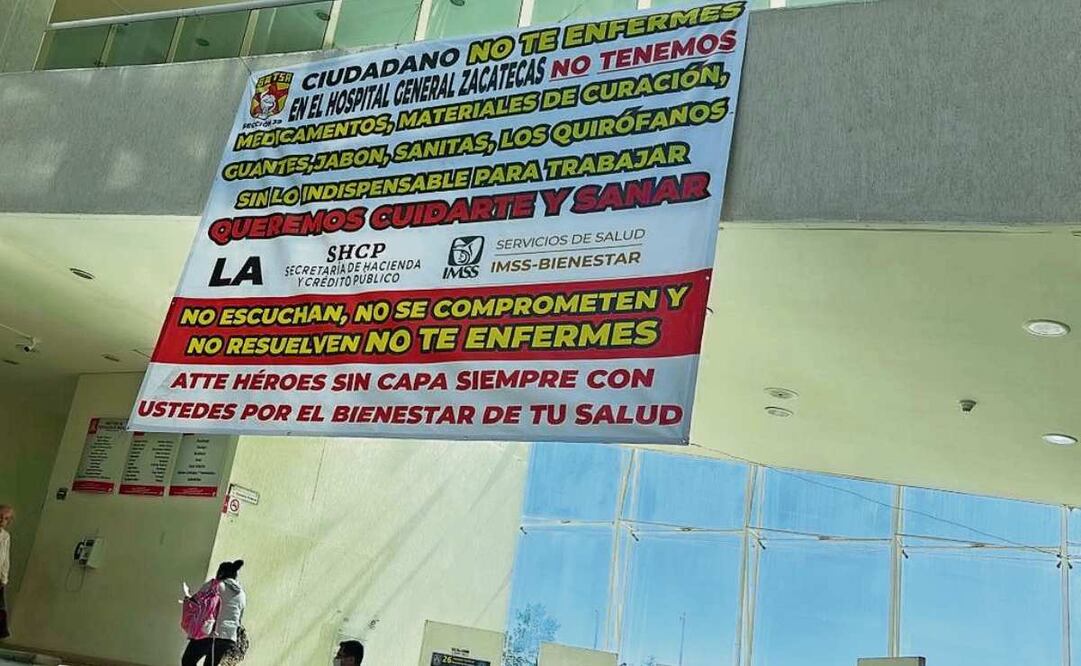 CIUDADANO NO TE ENFERMES
EN EL HOSPITAL GENERAL ZACATECAS NO TENEMOS
MEDICAMENTOS, MATERIALES DE CURACIÓN,
GUANTES,JABON, SANITAS, LOS QUIRÓFANOS
SIN LO INDISPENSABLE PARA TRABAJAR
QUEREMOS CUIDARTE Y SANAR
LA
SHCP
SECRETARÍA DE HACIENDA
Y CRÉDITO PÚBLICO
IMSS
SERVICIOS DE SALUD
IMSS-BIENESTAR
NO ESCUCHAN, NO SE COMPROMETEN Y
NO RESUELVEN NO TE ENFERMES
ATTE HÉROES SIN CAPA SIEMPRE CON
USTEDES POR EL BIENESTAR DE TU SALUD
26